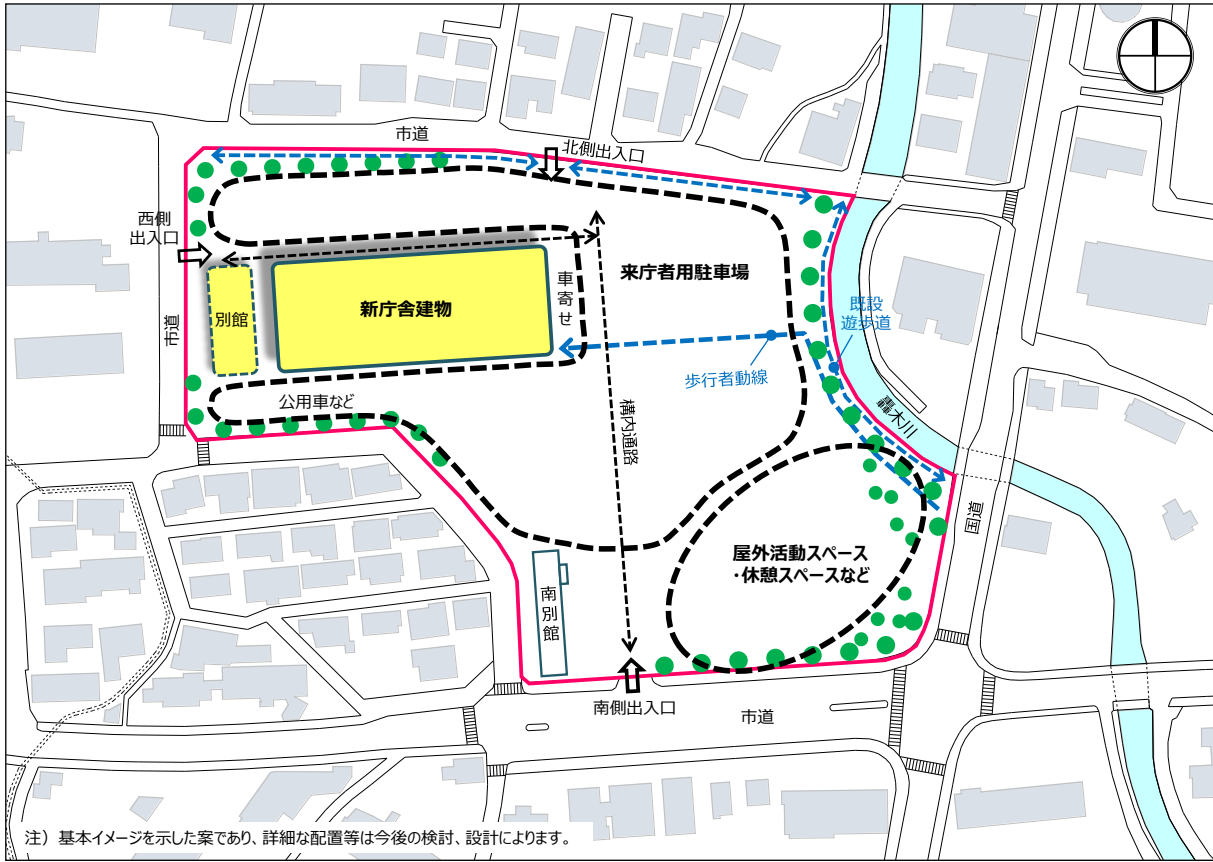 市道
北側出入口
西側
出入口
来庁者用駐車場
車寄せ
新庁舎建物
別館
市道
既設
遊歩道
歩行者動線
轟木川
公用車など
構内通路
国道
屋外活動スペース
・休憩スペースなど
南別館
南側出入口
市道
注）基本イメージを示した案であり、詳細な配置等は今後の検討、設計によります。